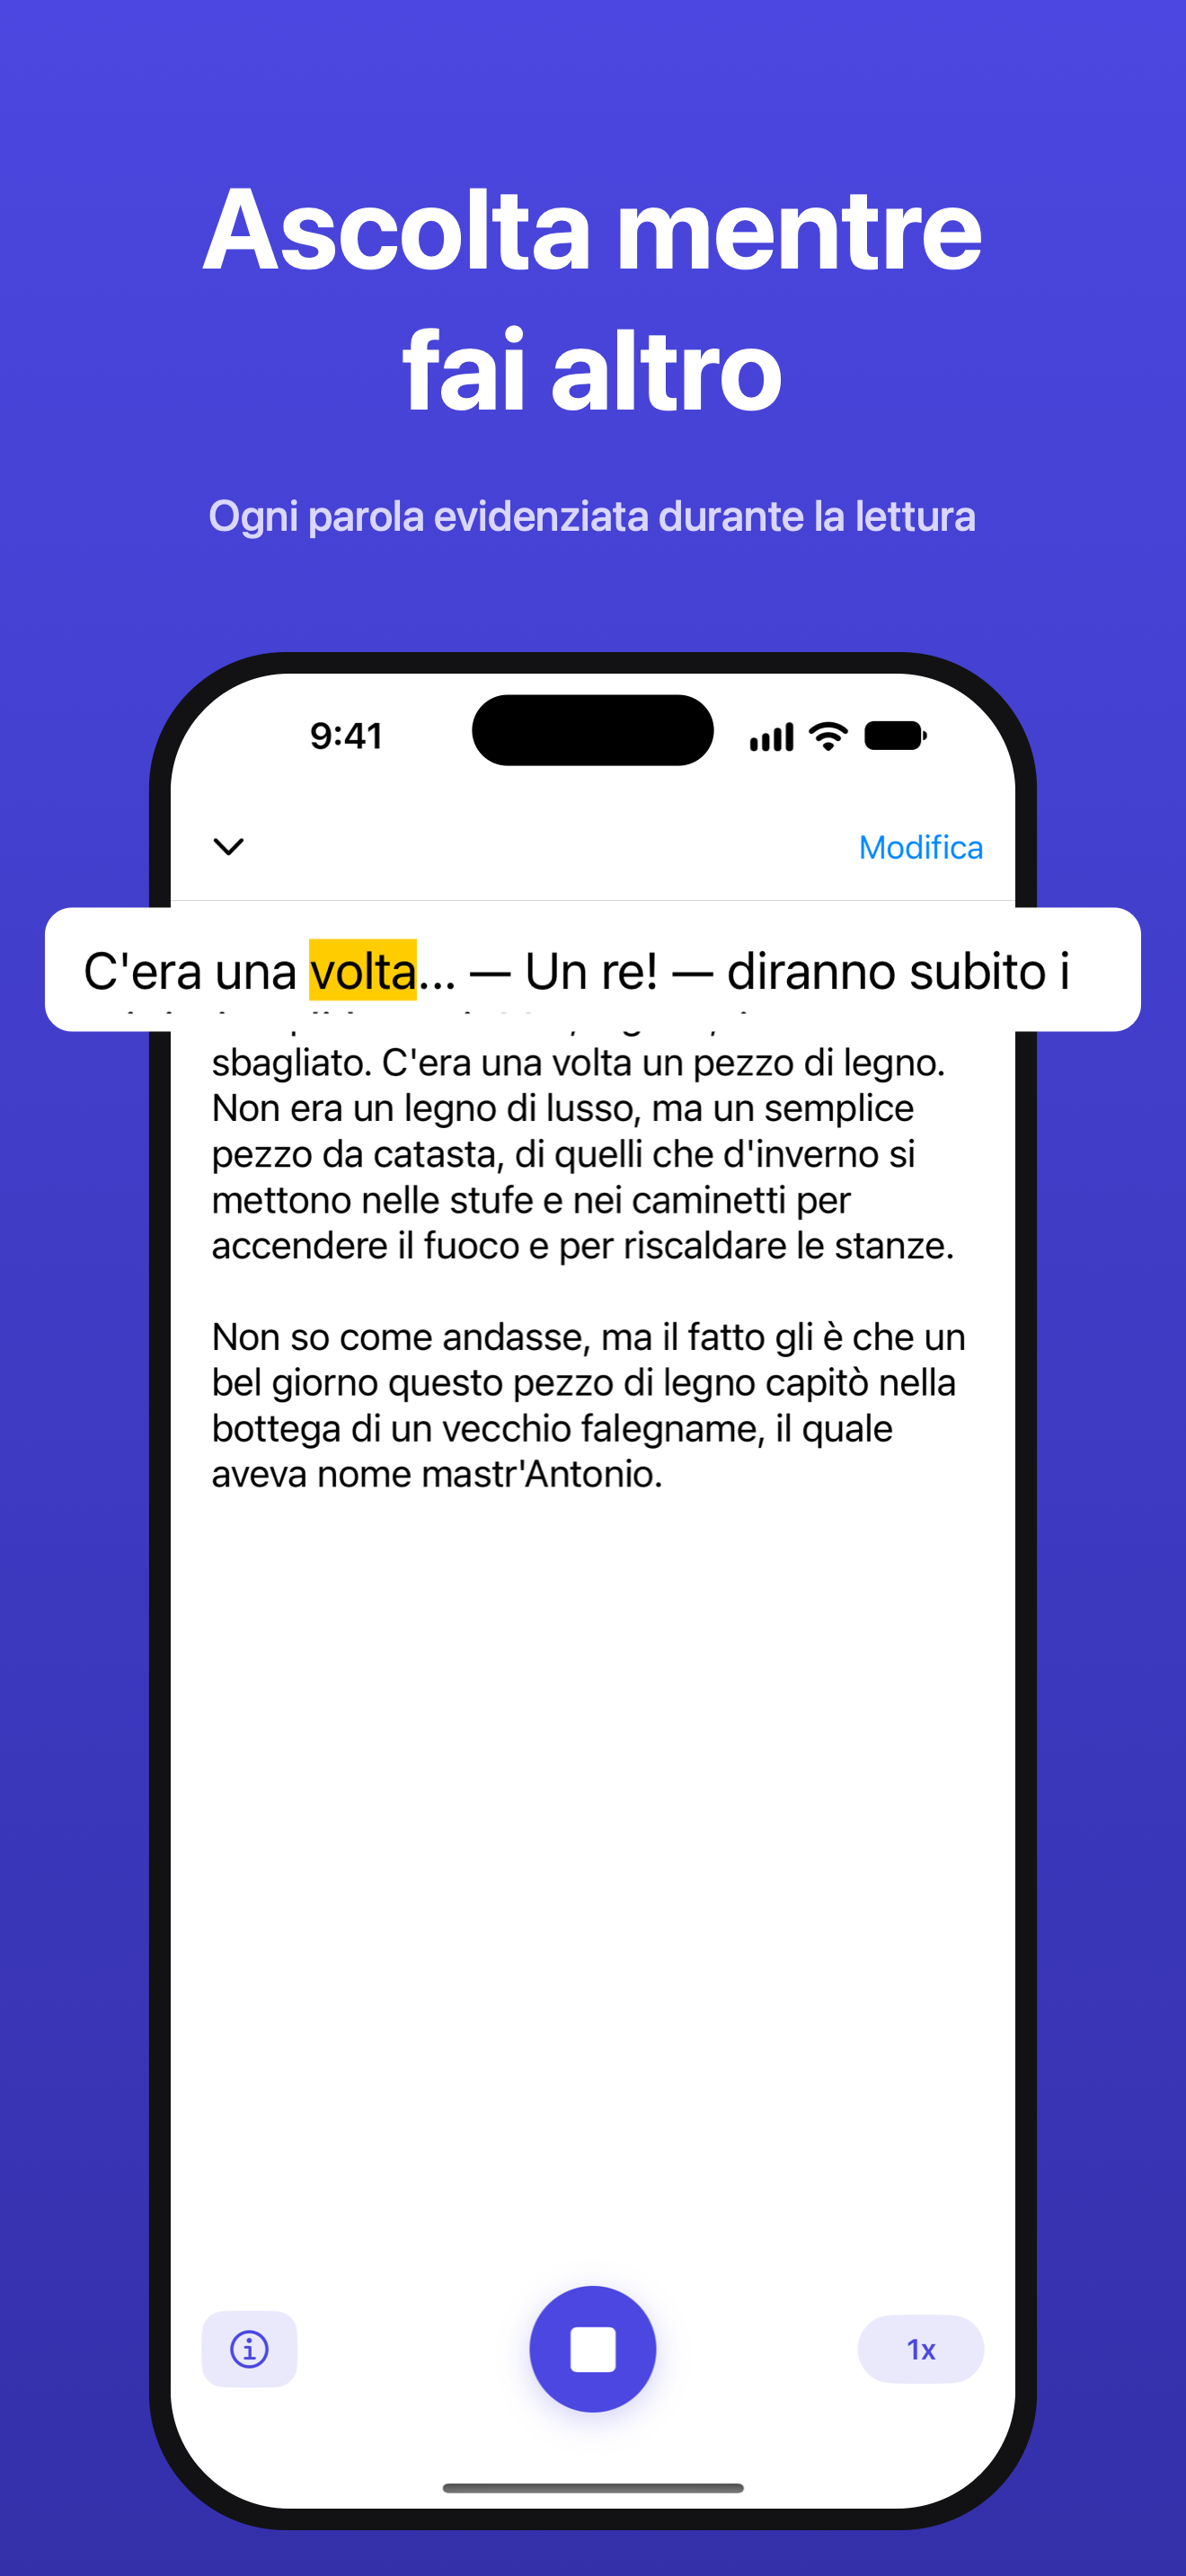 Ascolta mentre
fai altro
Ogni parola evidenziata durante la lettura
9:41
Modifica
C'era una volta... — Un re! — diranno subito i
sbagliato. C'era una volta un pezzo di legno.
Non era un legno di lusso, ma un semplice
pezzo da catasta, di quelli che d'inverno si
mettono nelle stufe e nei caminetti per
accendere il fuoco e per riscaldare le stanze.
Non so come andasse, ma il fatto gli è che un
bel giorno questo pezzo di legno capitò nella
bottega di un vecchio falegname, il quale
aveva nome mastr'Antonio.
1x